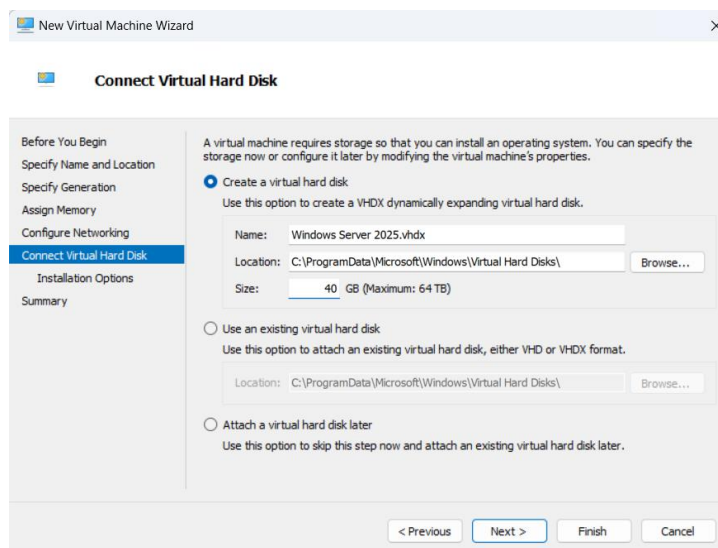 New Virtual Machine Wizard
Connect Virtual Hard Disk
Before You Begin
Specify Name and Location
Specify Generation
Assign Memory
Configure Networking
Connect Virtual Hard Disk
Installation Options
Summary
A virtual machine requires storage so that you can install an operating system. You can specify the
storage now or configure it later by modifying the virtual machine's properties.
Create a virtual hard disk
Use this option to create a VHDX dynamically expanding virtual hard disk.
Name: Windows Server 2025.vhdx
Location: C:\ProgramData\Microsoft\Windows\Virtual Hard Disks\ Browse...
Size: 40 GB (Maximum: 64 TB)
Use an existing virtual hard disk
Use this option to attach an existing virtual hard disk, either VHD or VHDX format.
Location: C:\ProgramData\Microsoft\Windows\Virtual Hard Disks\ Browse...
Attach a virtual hard disk later
Use this option to skip this step now and attach an existing virtual hard disk later.
< Previous Next > Finish Cancel